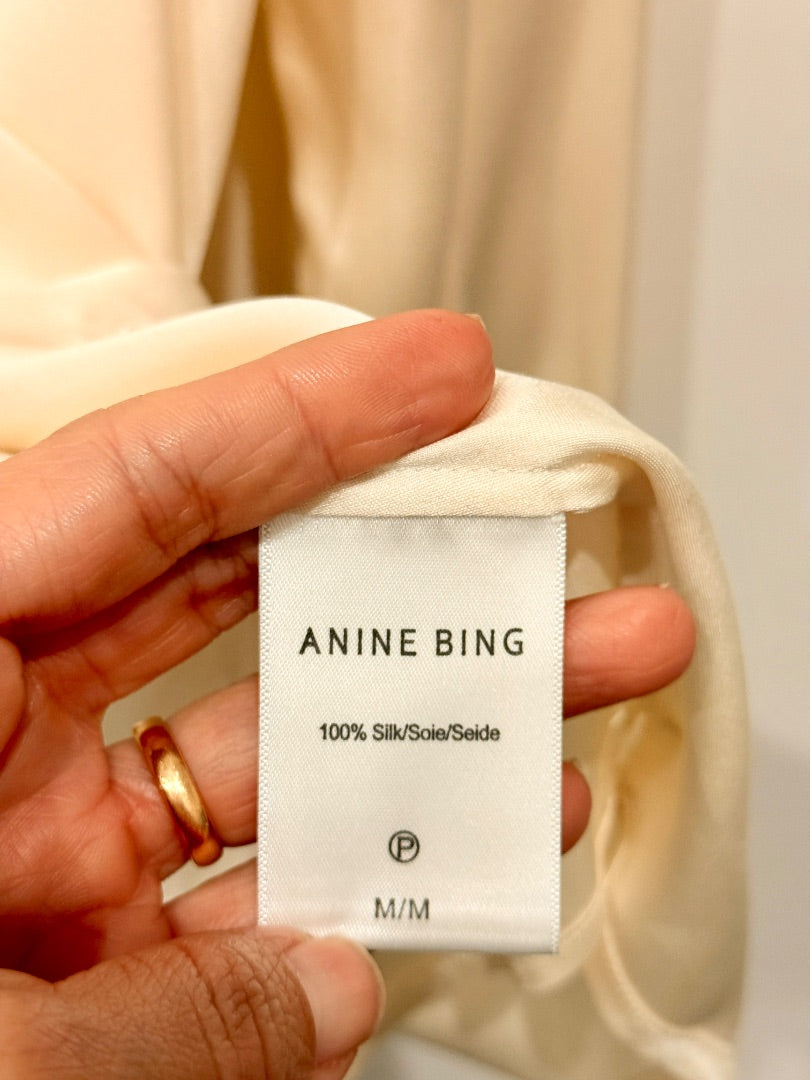 ANINE BING
100% Silk/Soie/Seide
Ⓟ
M/M